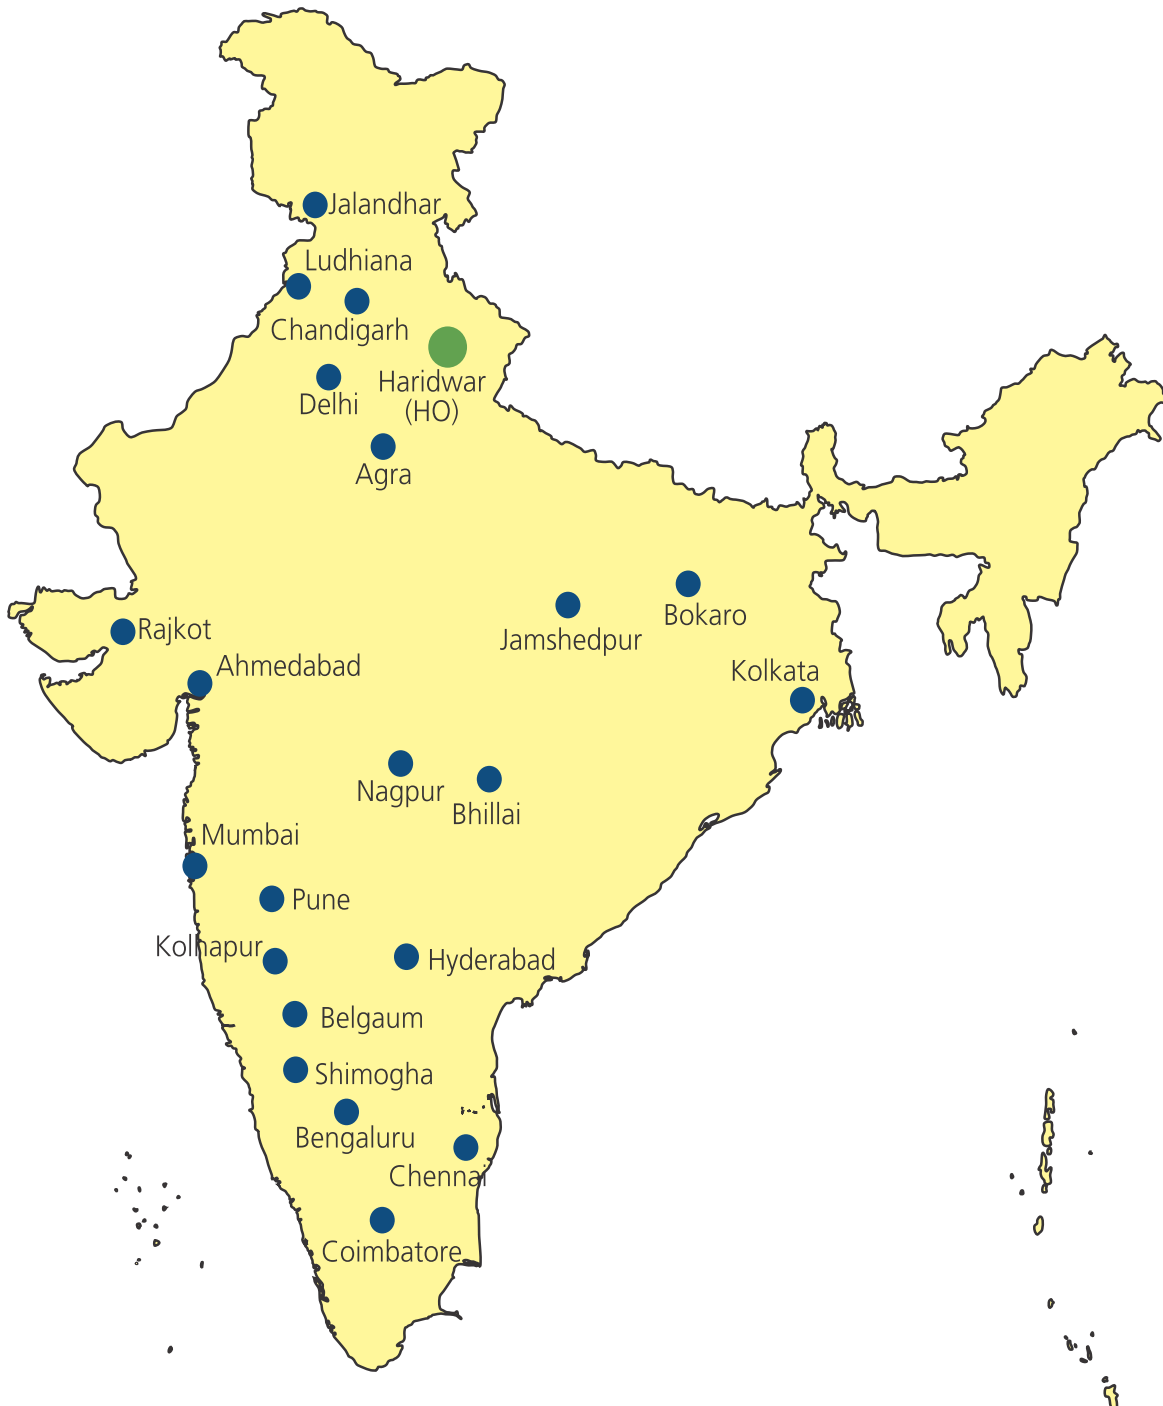 Jalandhar
Ludhiana
Chandigarh
Haridwar
(HO)
Delhi
Agra
Bokaro
Rajkot
Jamshedpur
Ahmedabad
Kolkata
Nagpur
Bhillai
Mumbai
Pune
Kolhapur
Hyderabad
Belgaum
Shimogha
Bengaluru
Chennai
Coimbatore